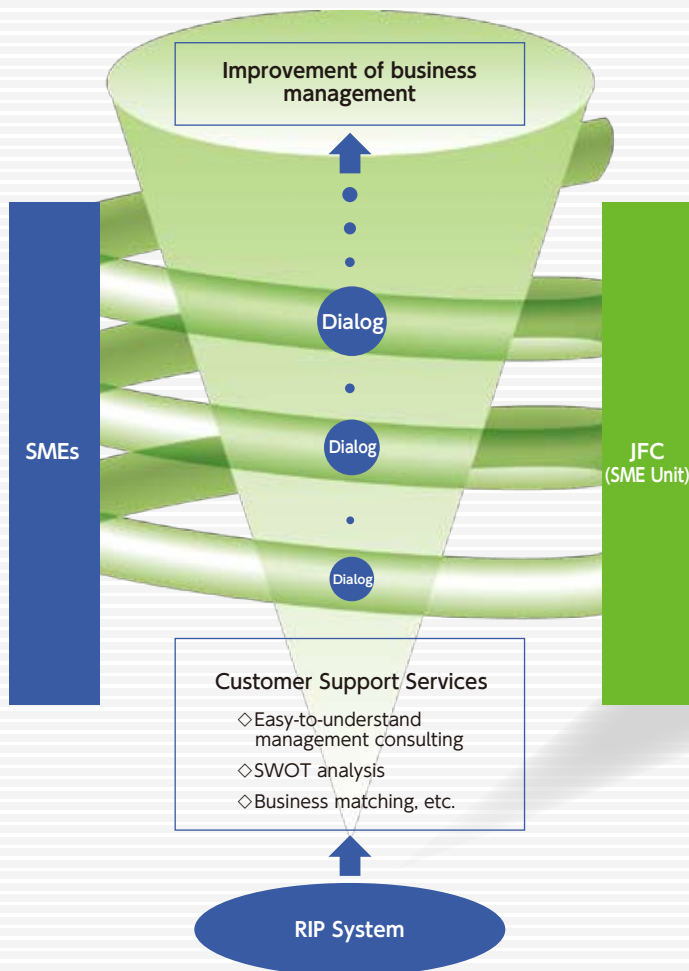 Improvement of business
management
Dialog
SMEs
Dialog
JFC
(SME Unit)
Dialog
Customer Support Services
◇Easy-to-understand
management consulting
◇SWOT analysis
◇Business matching, etc.
RIP System